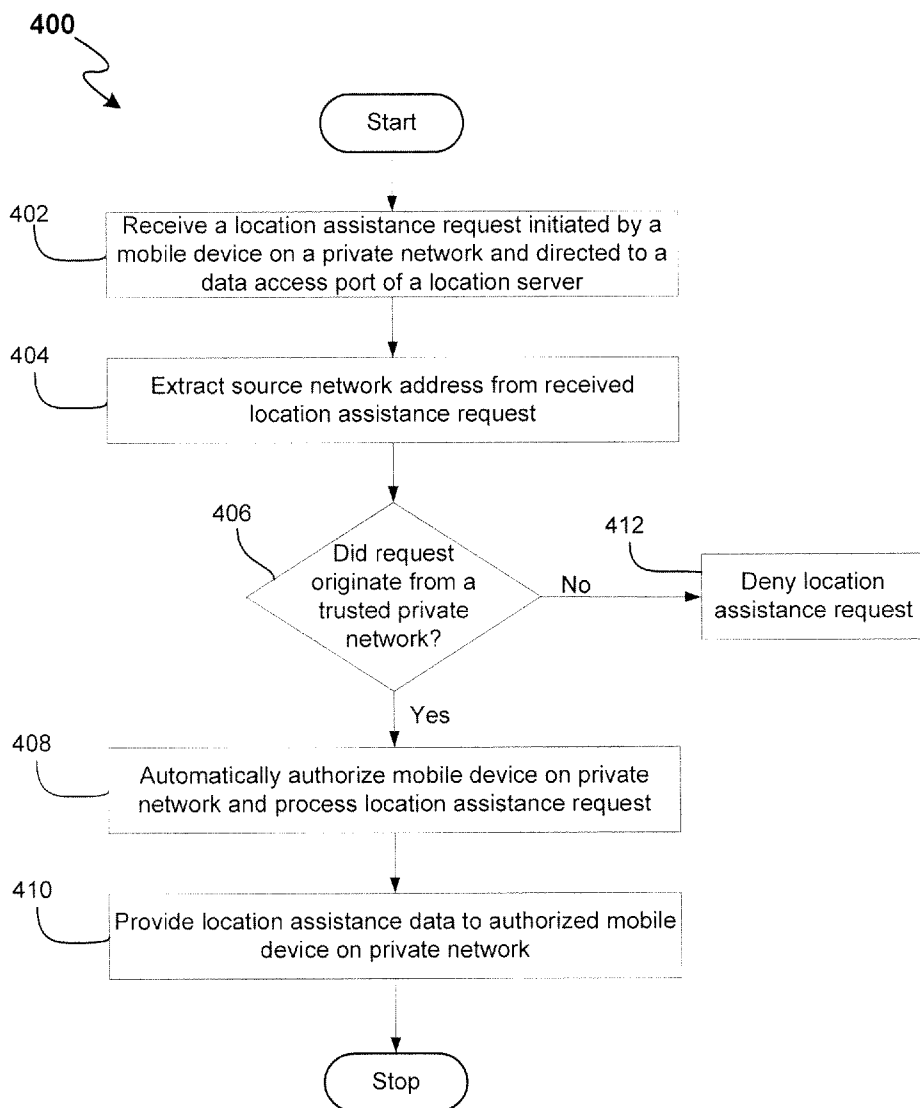 400
Start
402
Receive a location assistance request initiated by a
mobile device on a private network and directed to a
data access port of a location server
404
Extract source network address from received
location assistance request
406
Did request
originate from a
trusted private
network?
No
412
Deny location
assistance request
Yes
408
Automatically authorize mobile device on private
network and process location assistance request
410
Provide location assistance data to authorized mobile
device on private network
Stop